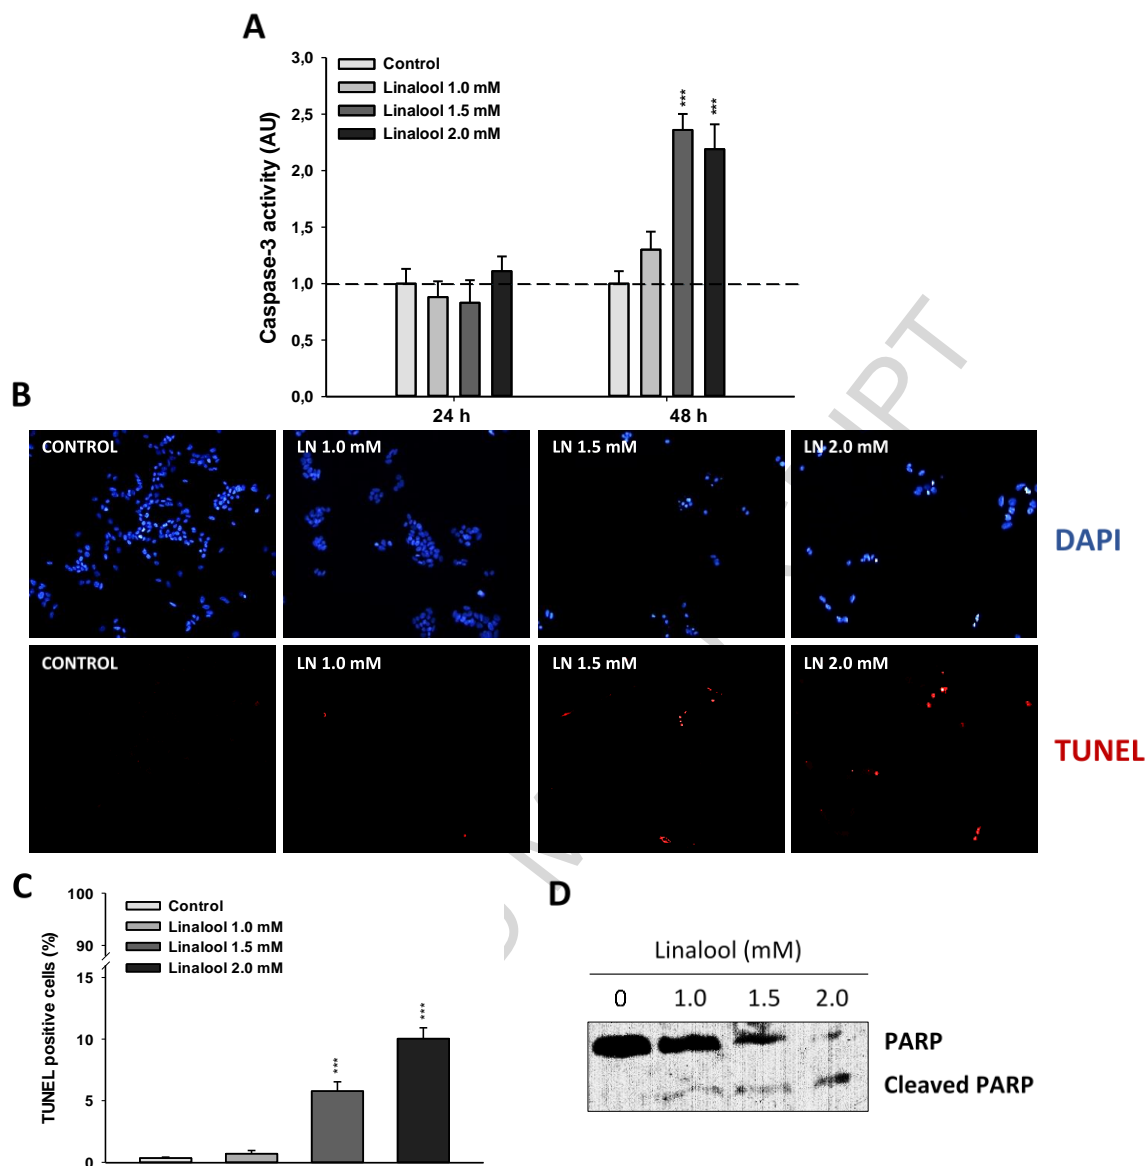 A
3,0
2,5
2,0
1,5
1,0
0,5
0,0
Caspase-3 activity (AU)
Control
Linalool 1.0 mM
Linalool 1.5 mM
Linalool 2.0 mM
***
***
24 h
48 h
B
CONTROL
LN 1.0 mM
LN 1.5 mM
LN 2.0 mM
DAPI
CONTROL
LN 1.0 mM
LN 1.5 mM
LN 2.0 mM
TUNEL
C
100
90
15
10
5
0
TUNEL positive cells (%)
Control
Linalool 1.0 mM
Linalool 1.5 mM
Linalool 2.0 mM
***
***
D
Linalool (mM)
0 1.0 1.5 2.0
PARP
Cleaved PARP